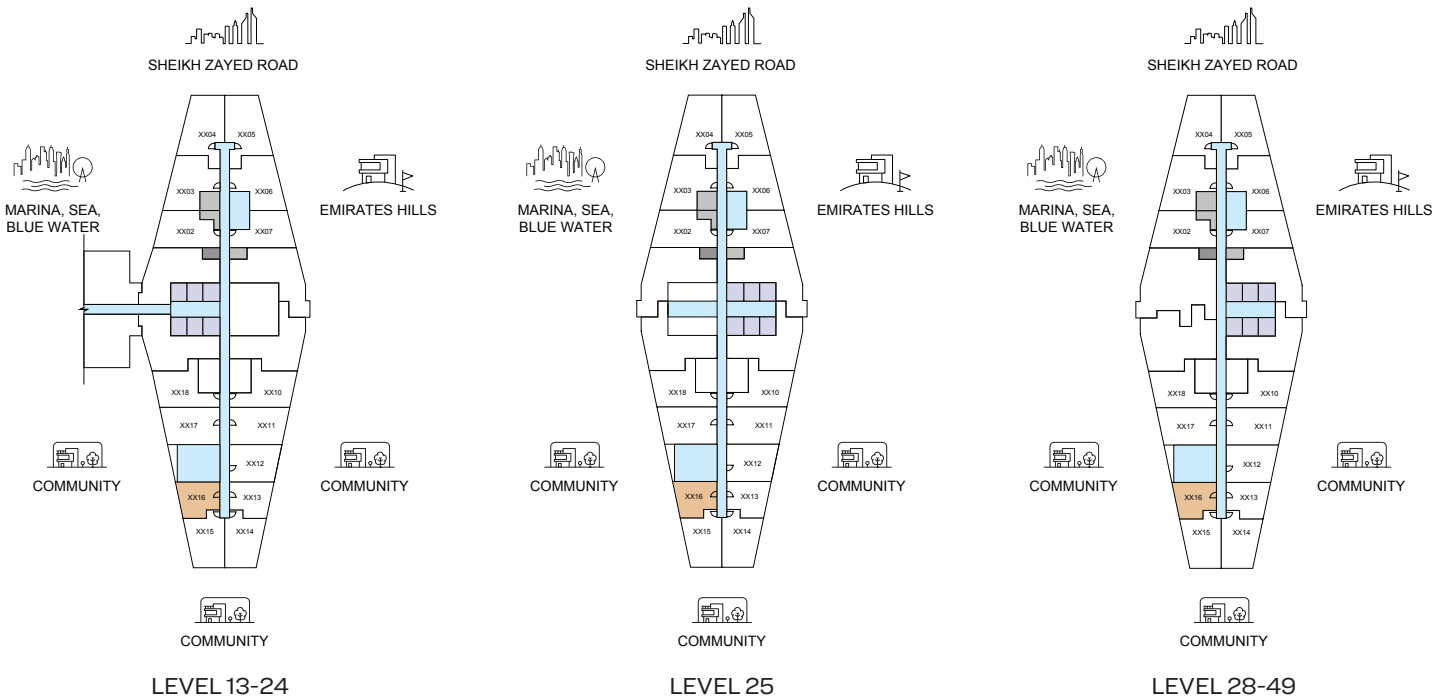 SHEIKH ZAYED ROAD
XX04
XX05
XX03
XX06
MARINA, SEA,
BLUE WATER
EMIRATES HILLS
XX02
XX07
XX18
XX10
XX17
XX11
XX12
COMMUNITY
COMMUNITY
XX16
XX13
XX15
XX14
COMMUNITY
LEVEL 13-24
SHEIKH ZAYED ROAD
XX04
XX05
XX03
XX06
MARINA, SEA,
BLUE WATER
EMIRATES HILLS
XX02
XX07
XX18
XX10
XX17
XX11
XX12
COMMUNITY
COMMUNITY
XX16
XX13
XX15
XX14
COMMUNITY
LEVEL 25
SHEIKH ZAYED ROAD
XX04
XX05
XX03
XX06
MARINA, SEA,
BLUE WATER
EMIRATES HILLS
XX02
XX07
XX18
XX10
XX17
XX11
XX12
COMMUNITY
COMMUNITY
XX16
XX13
XX15
XX14
COMMUNITY
LEVEL 28-49